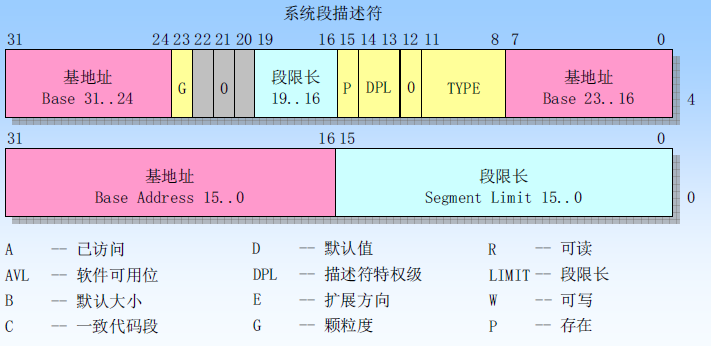 系统段描述符
31 24 23 22 21 20 19 16 15 14 13 12 11 8 7 0
基地址 段限长 基地址
G 0 P DPL 0 TYPE
Base 31..24 19..16 Base 23..16
4
31 16 15 0
基地址 段限长
Base Address 15..0 Segment Limit 15..0
0
A -- 已访问 D -- 默认值 R -- 可读
AVL -- 软件可用位 DPL -- 描述符特权级 LIMIT -- 段限长
B -- 默认大小 E -- 扩展方向 W -- 可写
C -- 一致代码段 G -- 颗粒度 P -- 存在